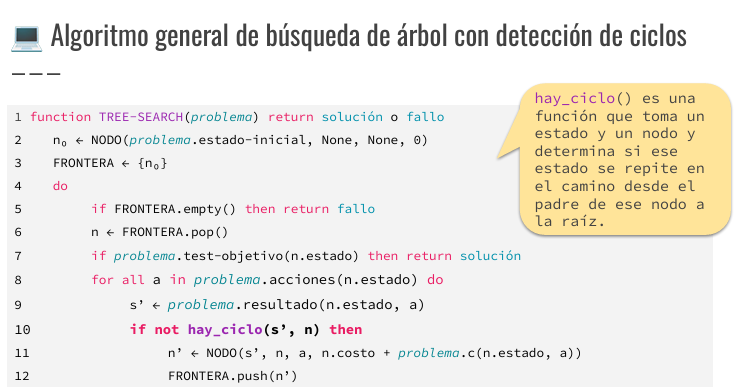 💻 Algoritmo general de búsqueda de árbol con detección de ciclos
hay_ciclo() es una
función que toma un
estado y un nodo y
determina si ese
estado se repite en
el camino desde el
padre de ese nodo a
la raíz.
1 function TREE-SEARCH(problema) return solución o fallo
2 n₀ ← NODO(problema.estado-inicial, None, None, 0)
3 FRONTERA ← {n₀}
4 do
5 if FRONTERA.empty() then return fallo
6 n ← FRONTERA.pop()
7 if problema.test-objetivo(n.estado) then return solución
8 for all a in problema.acciones(n.estado) do
9 s’ ← problema.resultado(n.estado, a)
10 if not hay_ciclo(s’, n) then
11 n’ ← NODO(s’, n, a, n.costo + problema.c(n.estado, a))
12 FRONTERA.push(n’)